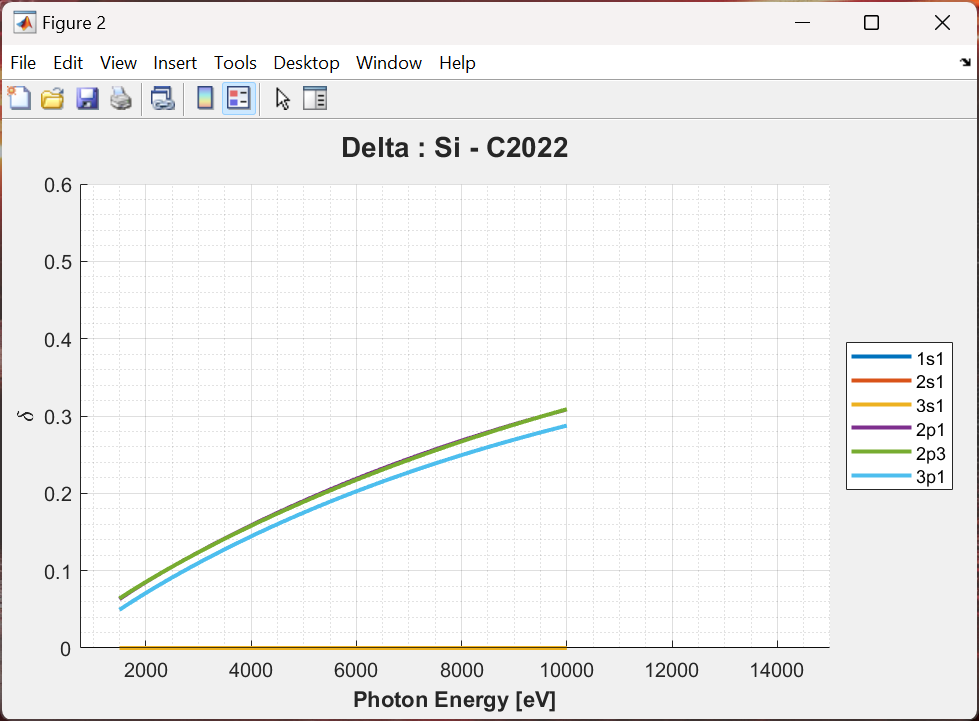 Figure 2
File Edit View Insert Tools Desktop Window Help
Delta : Si - C2022
0.6
0.5
0.4
0.3
0.2
0.1
0
δ
2000 4000 6000 8000 10000 12000 14000
Photon Energy [eV]
1s1
2s1
3s1
2p1
2p3
3p1